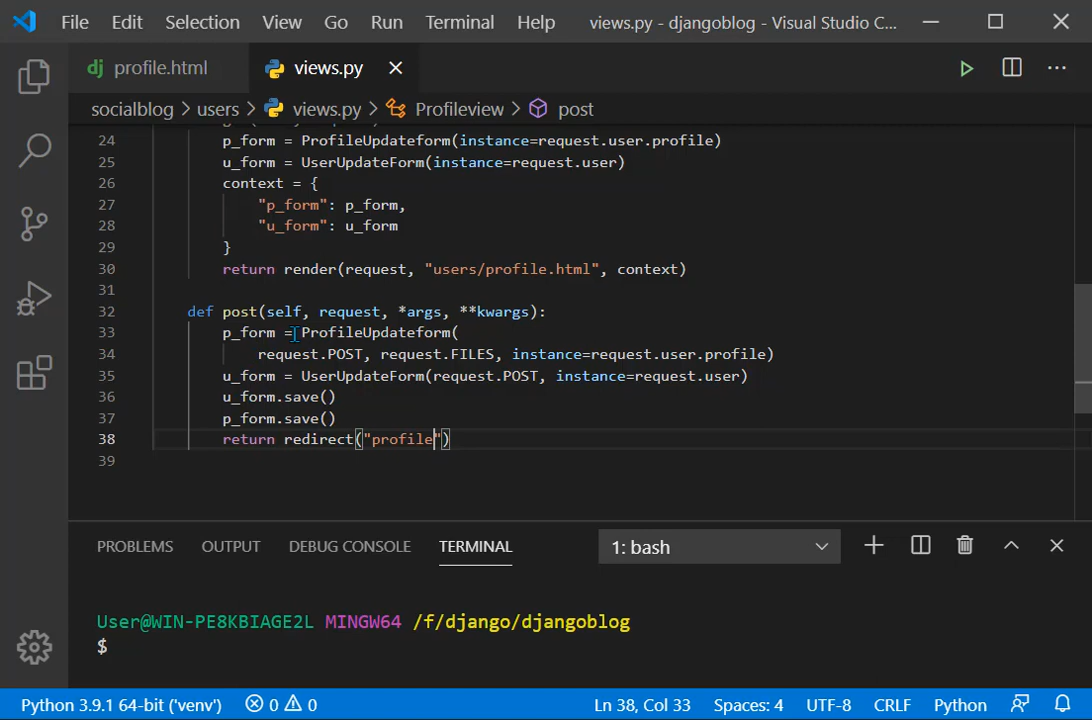 File Edit Selection View Go Run Terminal Help views.py - djangoblog - Visual Studio C...
dj profile.html views.py
socialblog > users > views.py > Profileview > post
24 p_form = ProfileUpdateform(instance=request.user.profile)
25 u_form = UserUpdateForm(instance=request.user)
26 context = {
27 "p_form": p_form,
28 "u_form": u_form
29 }
30 return render(request, "users/profile.html", context)
31
32 def post(self, request, *args, **kwargs):
33 p_form = ProfileUpdateform(
34 request.POST, request.FILES, instance=request.user.profile)
35 u_form = UserUpdateForm(request.POST, instance=request.user)
36 u_form.save()
37 p_form.save()
38 return redirect("profile")
39
PROBLEMS OUTPUT DEBUG CONSOLE TERMINAL 1: bash
User@WIN-PE8KBIAGE2L MINGW64 /f/django/djangoblog
$
Python 3.9.1 64-bit ('venv') 0 0 Ln 38, Col 33 Spaces: 4 UTF-8 CRLF Python